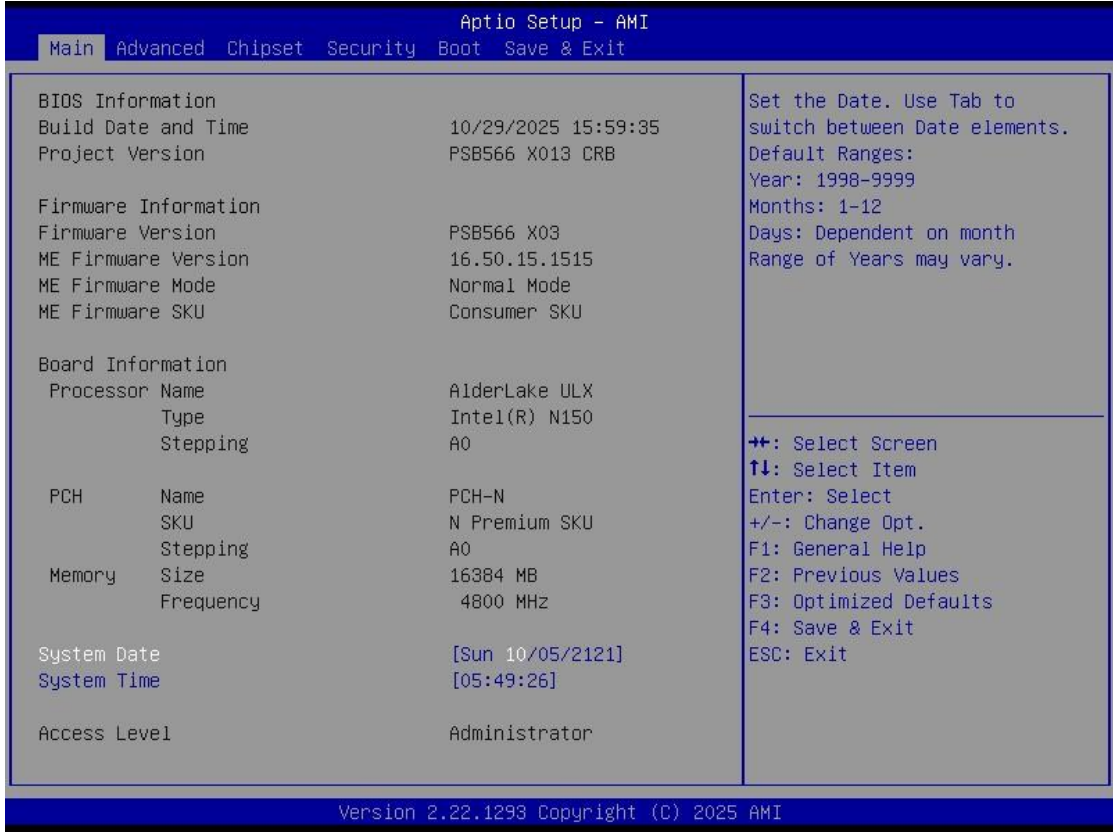 Aptio Setup – AMI
Main Advanced Chipset Security Boot Save & Exit
BIOS Information
Build Date and Time 10/29/2025 15:59:35
Project Version PSB566 X013 CRB
Firmware Information
Firmware Version PSB566 X03
ME Firmware Version 16.50.15.1515
ME Firmware Mode Normal Mode
ME Firmware SKU Consumer SKU
Board Information
Processor Name AlderLake ULX
Type Intel(R) N150
Stepping A0
PCH Name PCH-N
SKU N Premium SKU
Stepping A0
Memory Size 16384 MB
Frequency 4800 MHz
System Date [Sun 10/05/2121]
System Time [05:49:26]
Access Level Administrator
Set the Date. Use Tab to
switch between Date elements.
Default Ranges:
Year: 1998-9999
Months: 1-12
Days: Dependent on month
Range of Years may vary.
→←: Select Screen
↑↓: Select Item
Enter: Select
+/-: Change Opt.
F1: General Help
F2: Previous Values
F3: Optimized Defaults
F4: Save & Exit
ESC: Exit
Version 2.22.1293 Copyright (C) 2025 AMI